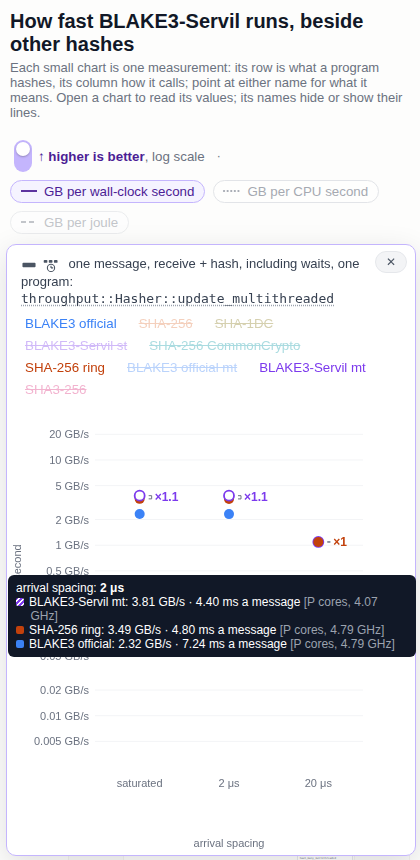 How fast BLAKE3-Servil runs, beside
other hashes
Each small chart is one measurement: its row is what a program
hashes, its column how it calls; point at either name for what it
means. Open a chart to read its values; its names hide or show their
lines.
↑ higher is better, log scale ·
GB per wall-clock second
GB per CPU second
GB per joule
one message, receive + hash, including waits, one
program:
throughput::Hasher::update_multithreaded
✕
BLAKE3 official SHA-256 SHA-1DC
BLAKE3-Servil st SHA-256 CommonCrypto
SHA-256 ring BLAKE3 official mt BLAKE3-Servil mt
SHA3-256
20 GB/s
10 GB/s
5 GB/s
×1.1 ×1.1
2 GB/s
1 GB/s
×1
0.5 GB/s
econd
arrival spacing: 2 μs
BLAKE3-Servil mt: 3.81 GB/s · 4.40 ms a message [P cores, 4.07
GHz]
SHA-256 ring: 3.49 GB/s · 4.80 ms a message [P cores, 4.79 GHz]
BLAKE3 official: 2.32 GB/s · 7.24 ms a message [P cores, 4.79 GHz]
0.02 GB/s
0.01 GB/s
0.005 GB/s
saturated 2 μs 20 μs
arrival spacing